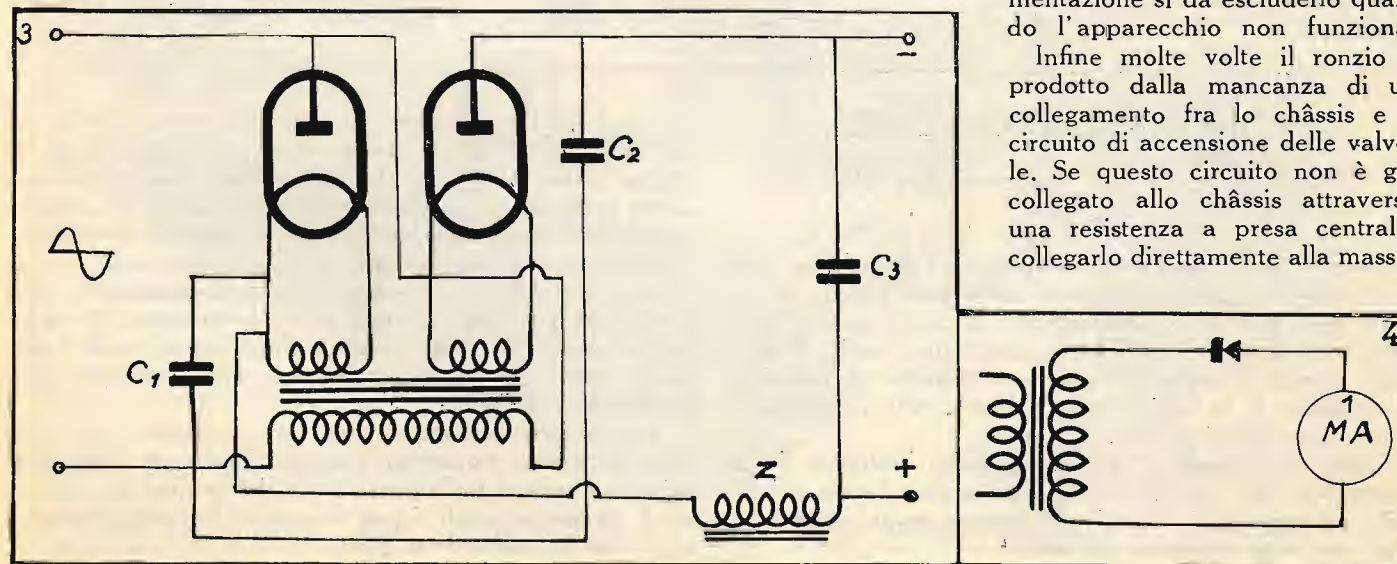 mentazione sì da escluderlo quan
do l'apparecchio non funziona
Infine molte volte il ronzio
prodotto dalla mancanza di u
collegamento fra lo châssis e
circuito di accensione delle valvo
le. Se questo circuito non è g
collegato allo châssis attravers
una resistenza a presa central
collegarlo direttamente alla mass
3
−
C2
C3
C1
Z
+
4
1
MA